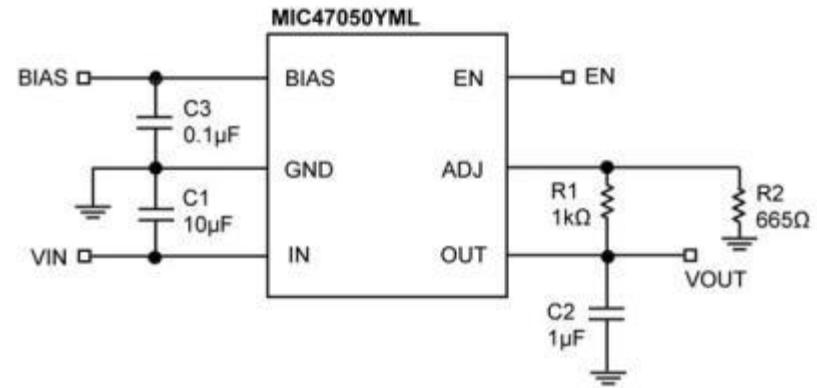 MIC47050YML
BIAS
BIAS
EN
EN
C3
0.1µF
GND
ADJ
C1
10µF
R1
1kΩ
R2
665Ω
VIN
IN
OUT
VOUT
C2
1µF